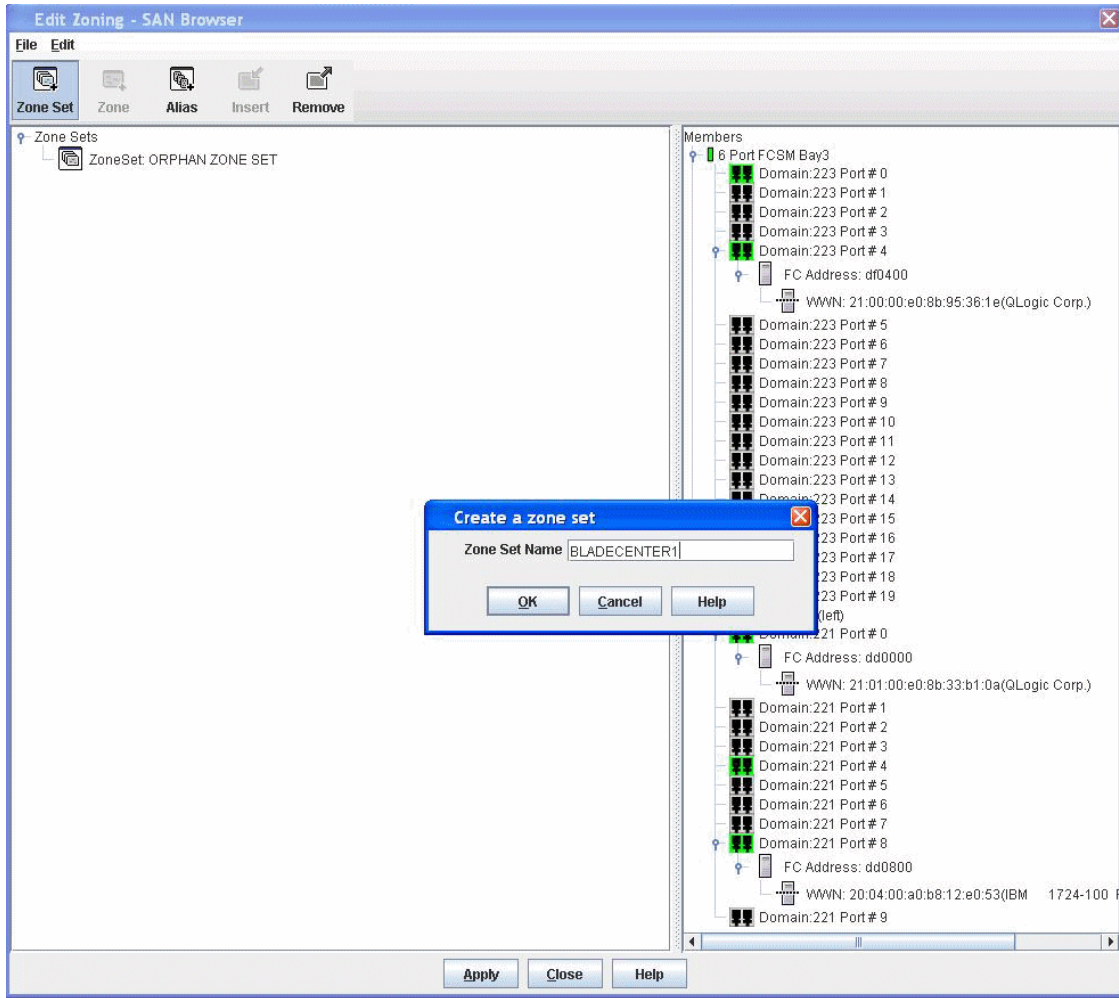 Edit Zoning - SAN Browser
File Edit
Zone Set Zone Alias Insert Remove
Zone Sets
ZoneSet: ORPHAN ZONE SET
Members
6 Port FCSM Bay3
Domain:223 Port # 0
Domain:223 Port # 1
Domain:223 Port # 2
Domain:223 Port # 3
Domain:223 Port # 4
FC Address: df0400
WWN: 21:00:00:e0:8b:95:36:1e(QLogic Corp.)
Domain:223 Port # 5
Domain:223 Port # 6
Domain:223 Port # 7
Domain:223 Port # 8
Domain:223 Port # 9
Domain:223 Port # 10
Domain:223 Port # 11
Domain:223 Port # 12
Domain:223 Port # 13
Domain:223 Port # 14
23 Port # 15
23 Port # 16
23 Port # 17
23 Port # 18
23 Port # 19
(left)
Domain:221 Port # 0
FC Address: dd0000
WWN: 21:01:00:e0:8b:33:b1:0a(QLogic Corp.)
Domain:221 Port # 1
Domain:221 Port # 2
Domain:221 Port # 3
Domain:221 Port # 4
Domain:221 Port # 5
Domain:221 Port # 6
Domain:221 Port # 7
Domain:221 Port # 8
FC Address: dd0800
WWN: 20:04:00:a0:b8:12:e0:53(IBM 1724-100 F
Domain:221 Port # 9
Create a zone set
Zone Set Name BLADECENTER1
OK Cancel Help
Apply Close Help